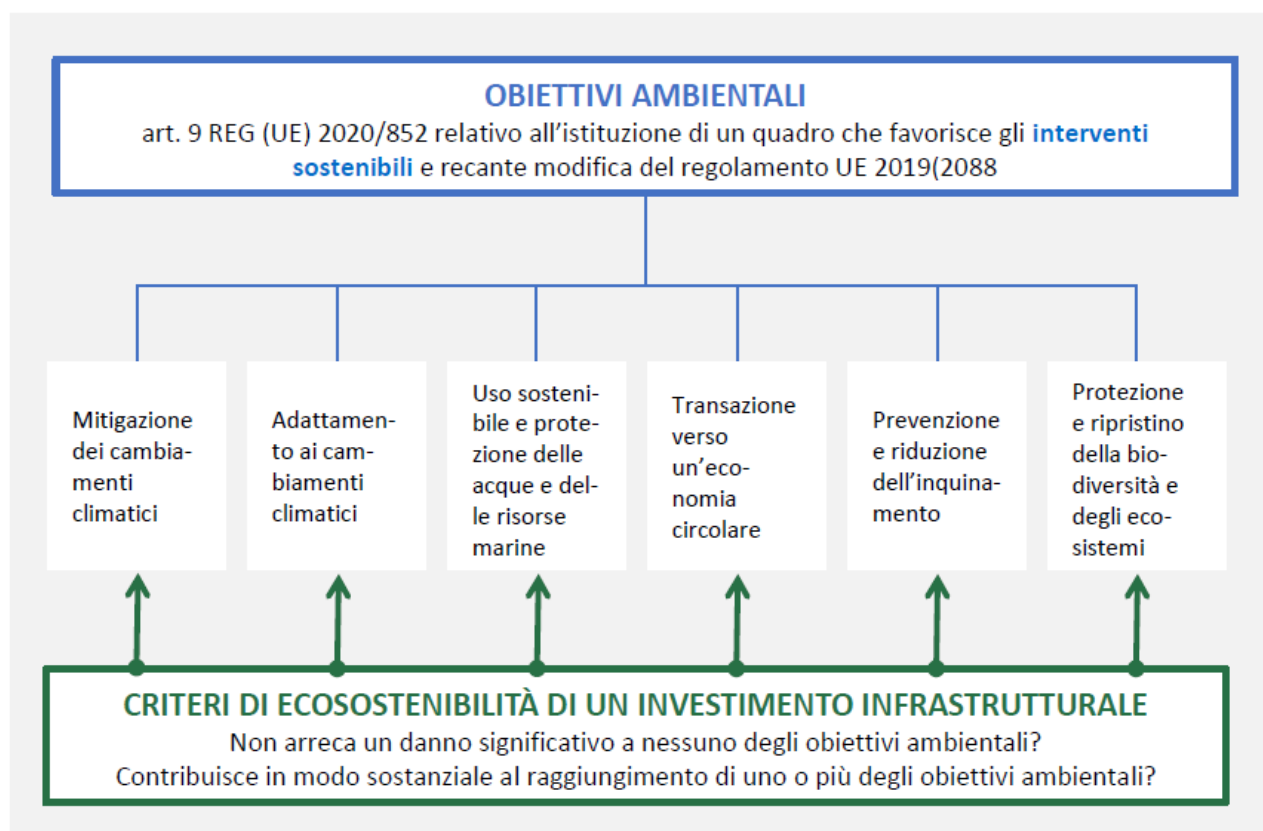 OBIETTIVI AMBIENTALI
art. 9 REG (UE) 2020/852 relativo all’istituzione di un quadro che favorisce gli interventi
sostenibili e recante modifica del regolamento UE 2019(2088
Mitigazione
dei cambia-
menti
climatici
Adattamen-
to ai cam-
biamenti
climatici
Uso sosteni-
bile e prote-
zione delle
acque e del-
le risorse
marine
Transazione
verso
un’eco-
nomia
circolare
Prevenzione
e riduzione
dell’inquina-
mento
Protezione
e ripristino
della bio-
diversità e
degli eco-
sistemi
CRITERI DI ECOSOSTENIBILITÀ DI UN INVESTIMENTO INFRASTRUTTURALE
Non arreca un danno significativo a nessuno degli obiettivi ambientali?
Contribuisce in modo sostanziale al raggiungimento di uno o più degli obiettivi ambientali?